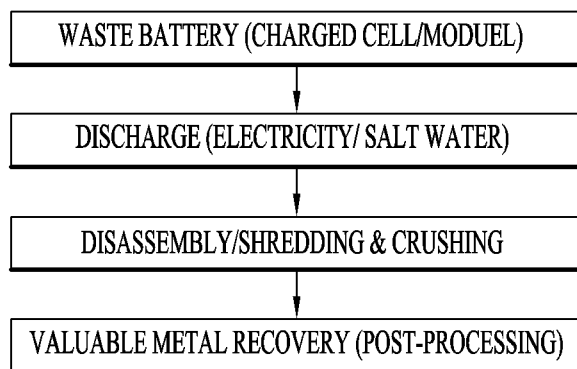 WASTE BATTERY (CHARGED CELL/MODUEL)
DISCHARGE (ELECTRICITY/ SALT WATER)
DISASSEMBLY/SHREDDING & CRUSHING
VALUABLE METAL RECOVERY (POST-PROCESSING)